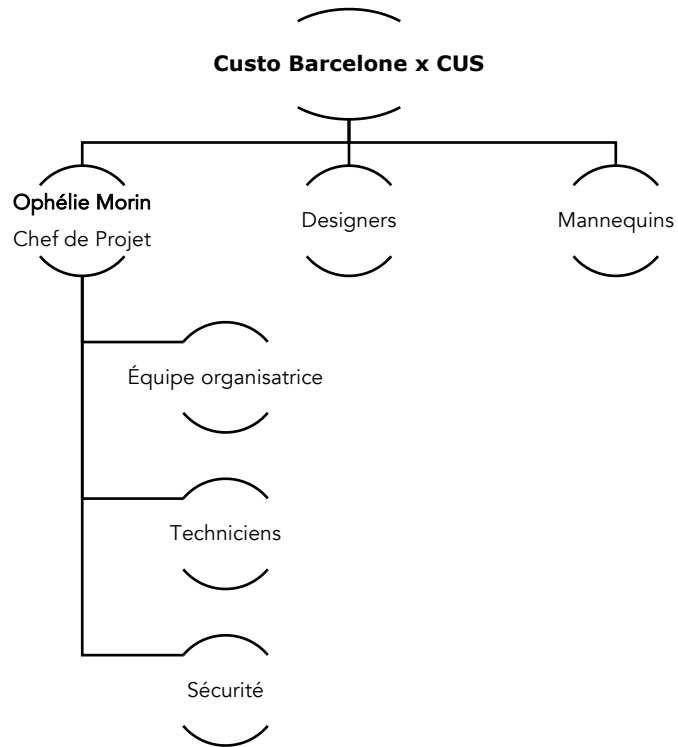 Custo Barcelone x CUS
Ophélie Morin
Chef de Projet
Designers
Mannequins
Équipe organisatrice
Techniciens
Sécurité